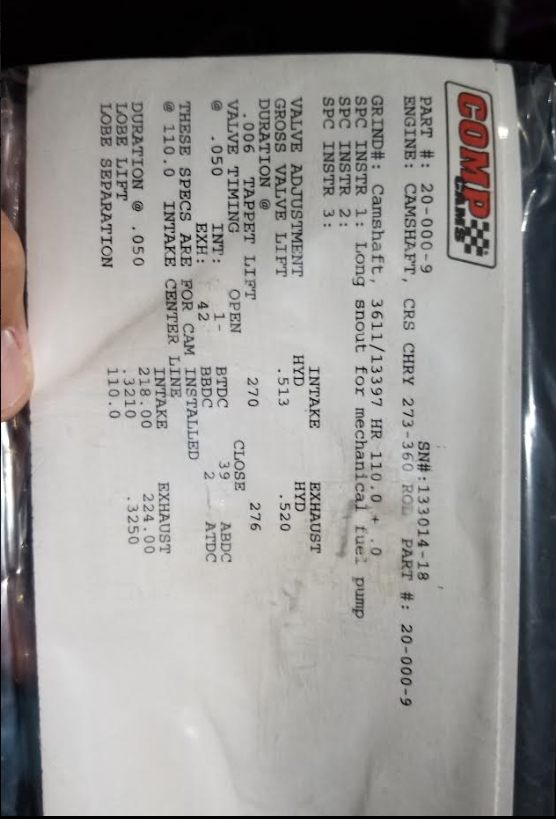 COMP CAMS
PART #: 20-000-9 SN#:133014-18
ENGINE: CAMSHAFT, CRS CHRY 273-360 ROL PART #: 20-000-9
GRIND#: Camshaft, 3611/13397 HR 110.0 +.0
SPC INSTR 1: Long snout for mechanical fuel pump
SPC INSTR 2:
SPC INSTR 3:
INTAKE EXHAUST
VALVE ADJUSTMENT HYD HYD
GROSS VALVE LIFT .513 .520
DURATION @
.006 TAPPET LIFT 270 276
VALVE TIMING OPEN CLOSE
@ .050 INT: 1- BTDC 39 ABDC
EXH: 42 BBDC 2 ATDC
THESE SPECS ARE FOR CAM INSTALLED
@ 110.0 INTAKE CENTER LINE
INTAKE EXHAUST
DURATION @ .050 218.00 224.00
LOBE LIFT .3210 .3250
LOBE SEPARATION 110.0